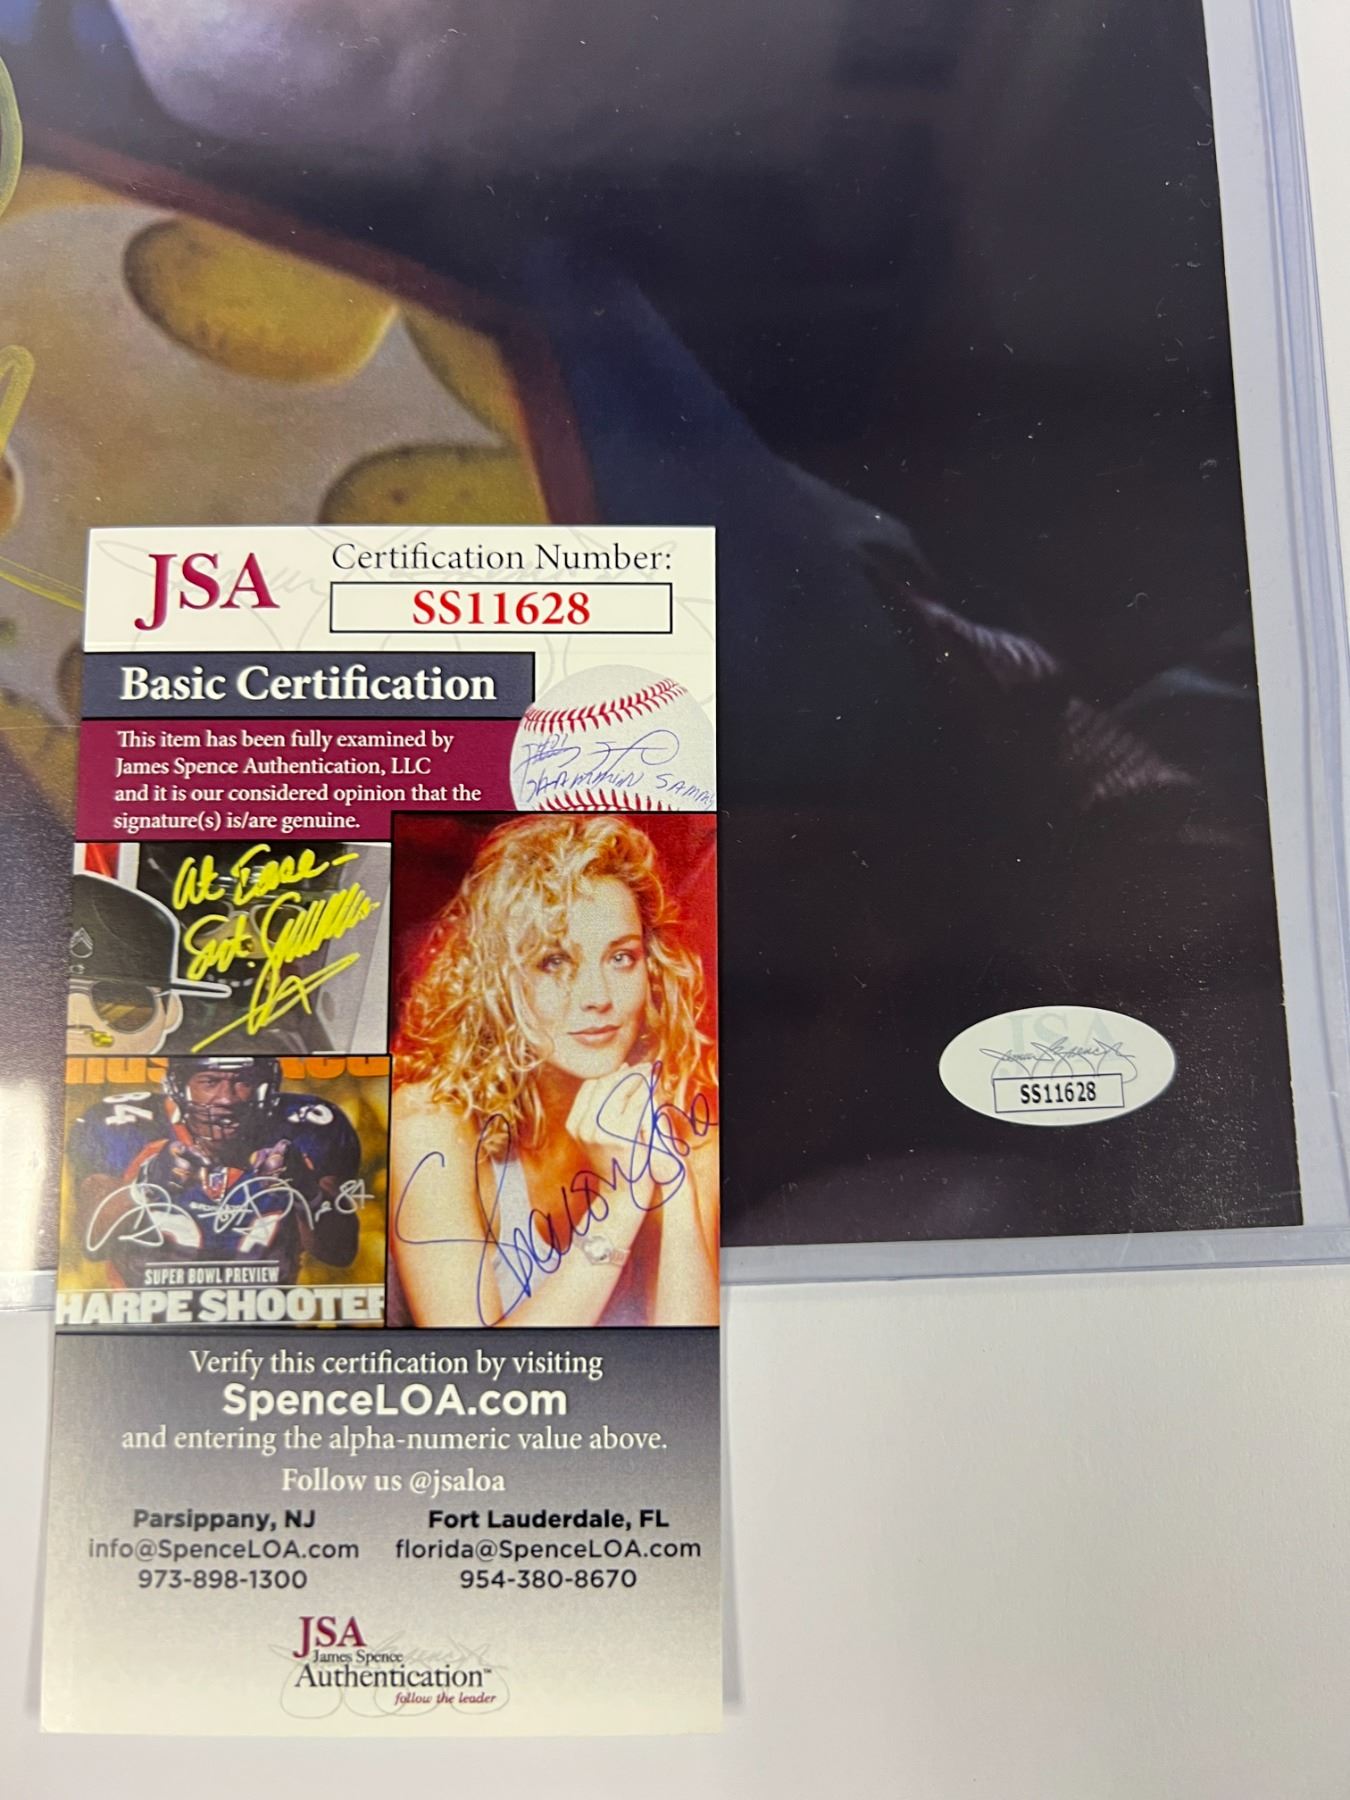 JSA
Certification Number:
SS11628
Basic Certification
This item has been fully examined by
James Spence Authentication, LLC
and it is our considered opinion that the
signature(s) is/are genuine.
At Ease -
Sgt.
84
SUPER BOWL PREVIEW
HARPE SHOOTER
Verify this certification by visiting
SpenceLOA.com
and entering the alpha-numeric value above.
Follow us @jsaloa
Parsippany, NJ
info@SpenceLOA.com
973-898-1300
Fort Lauderdale, FL
florida@SpenceLOA.com
954-380-8670
JSA
James Spence
Authentication™
follow the leader
JSA
SS11628